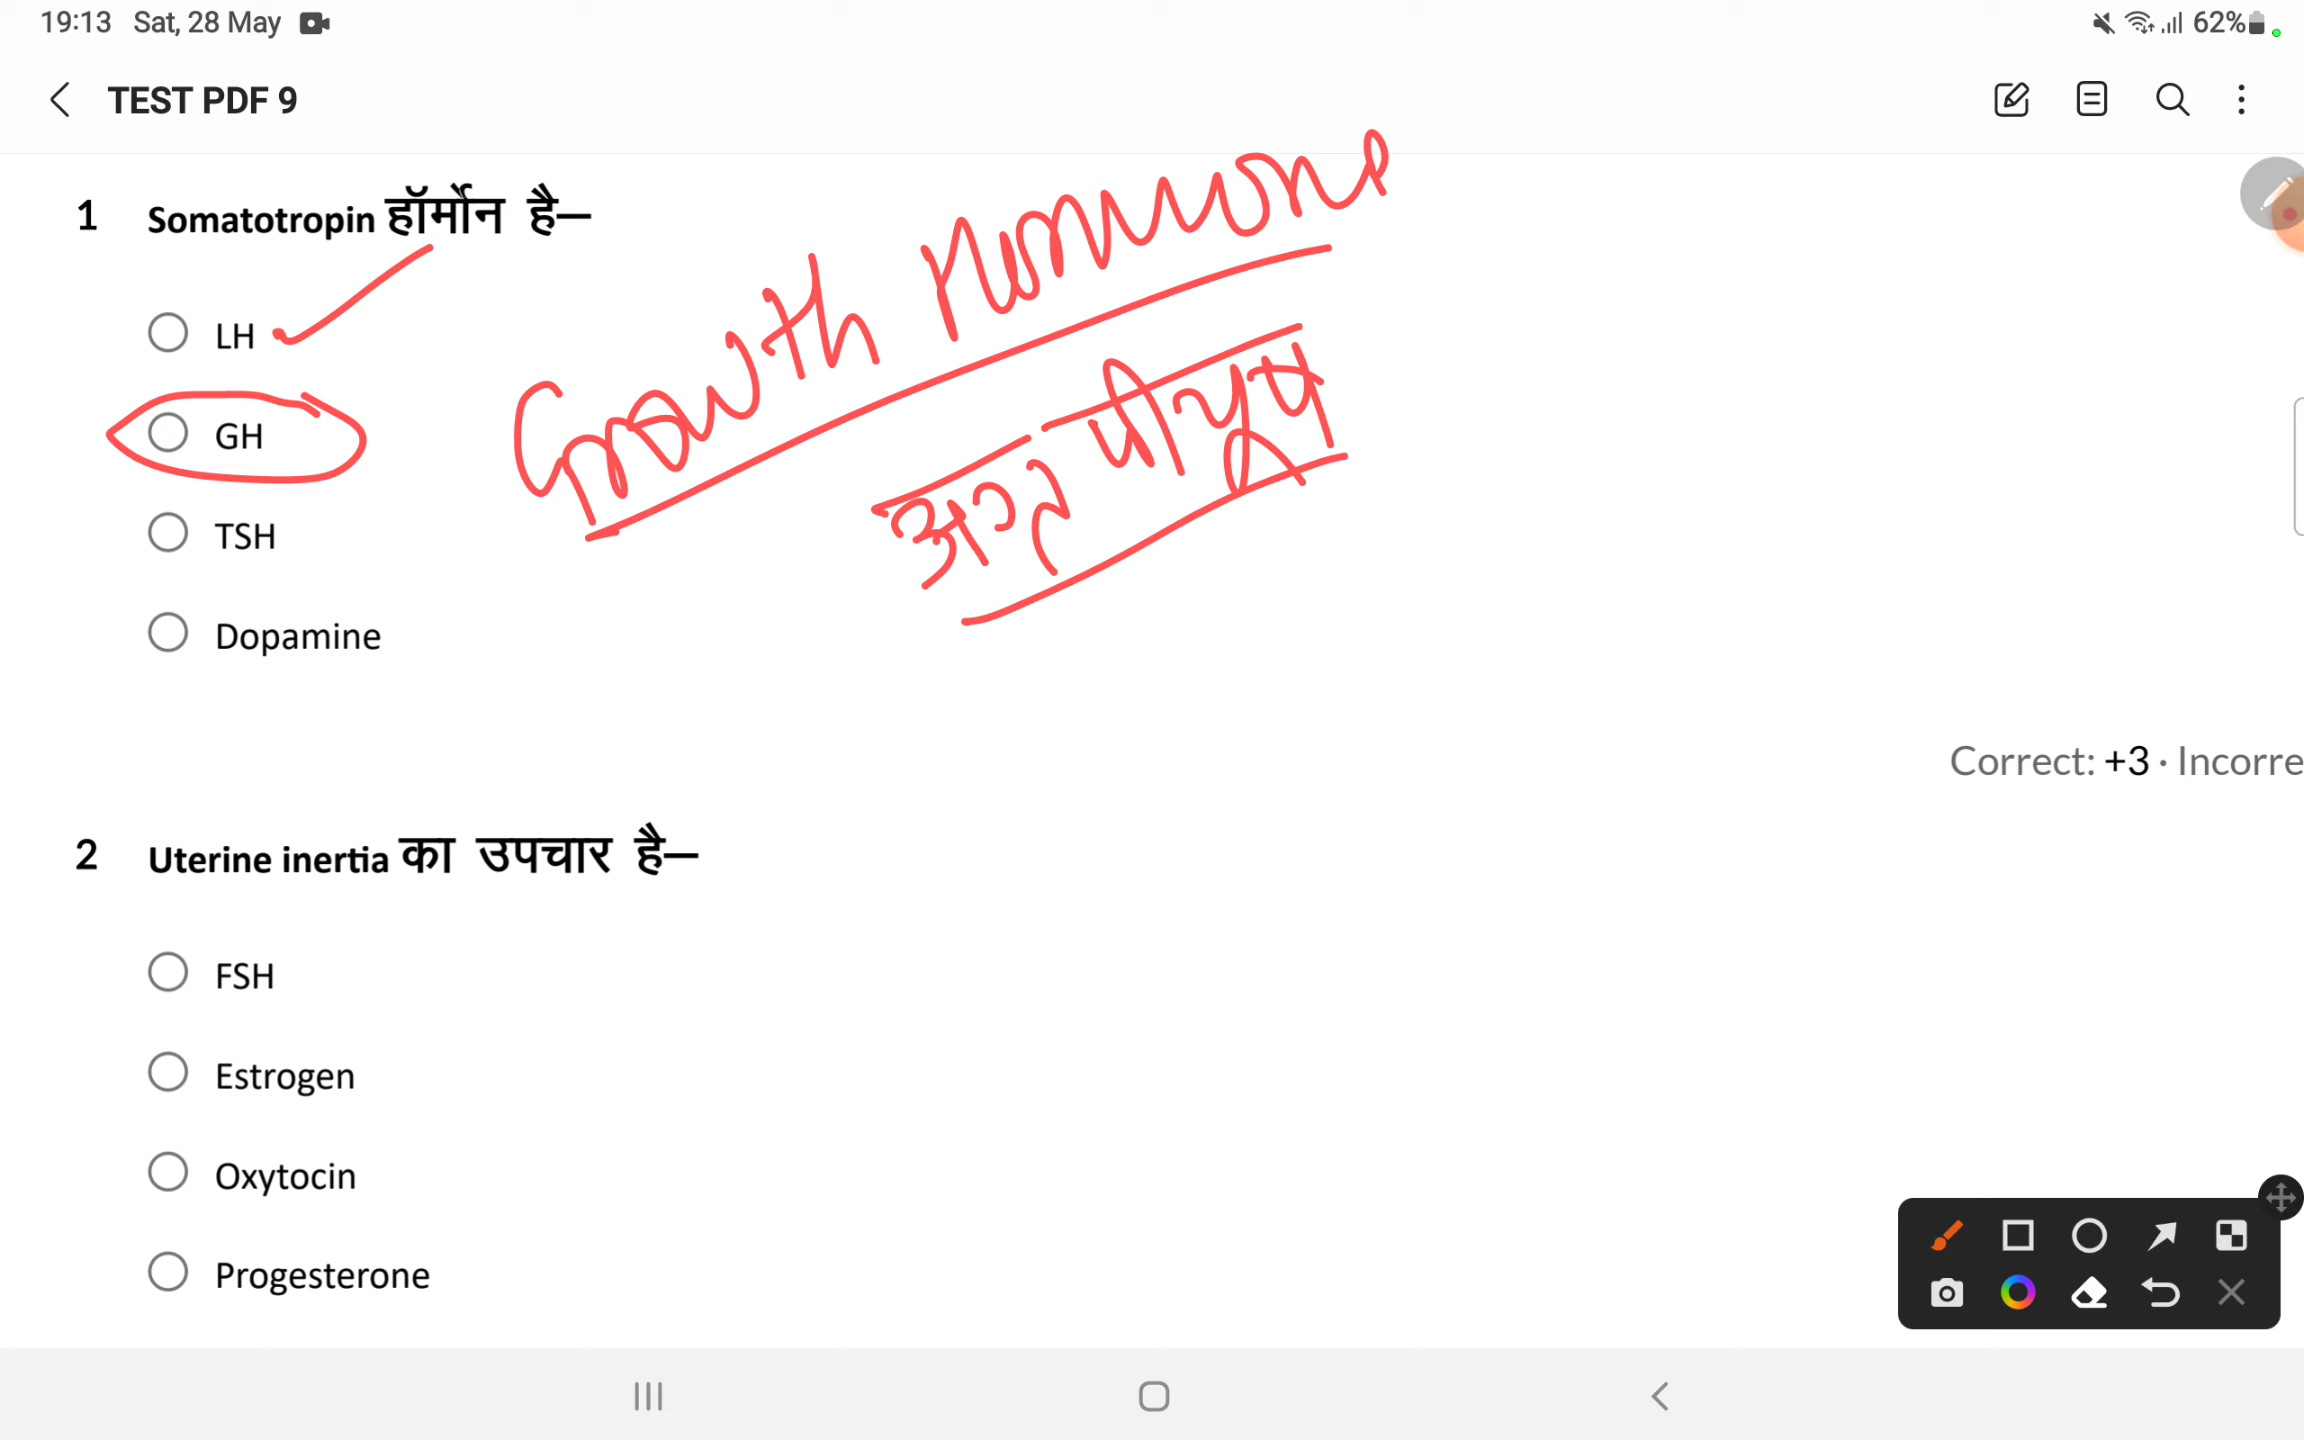 19:13 Sat, 28 May 62%
TEST PDF 9
1 Somatotropin हॉर्मोन है—
LH
GH
TSH
Dopamine
Growth Hormone
अग्र पीयूष
Correct: +3 · Incorre
2 Uterine inertia का उपचार है—
FSH
Estrogen
Oxytocin
Progesterone